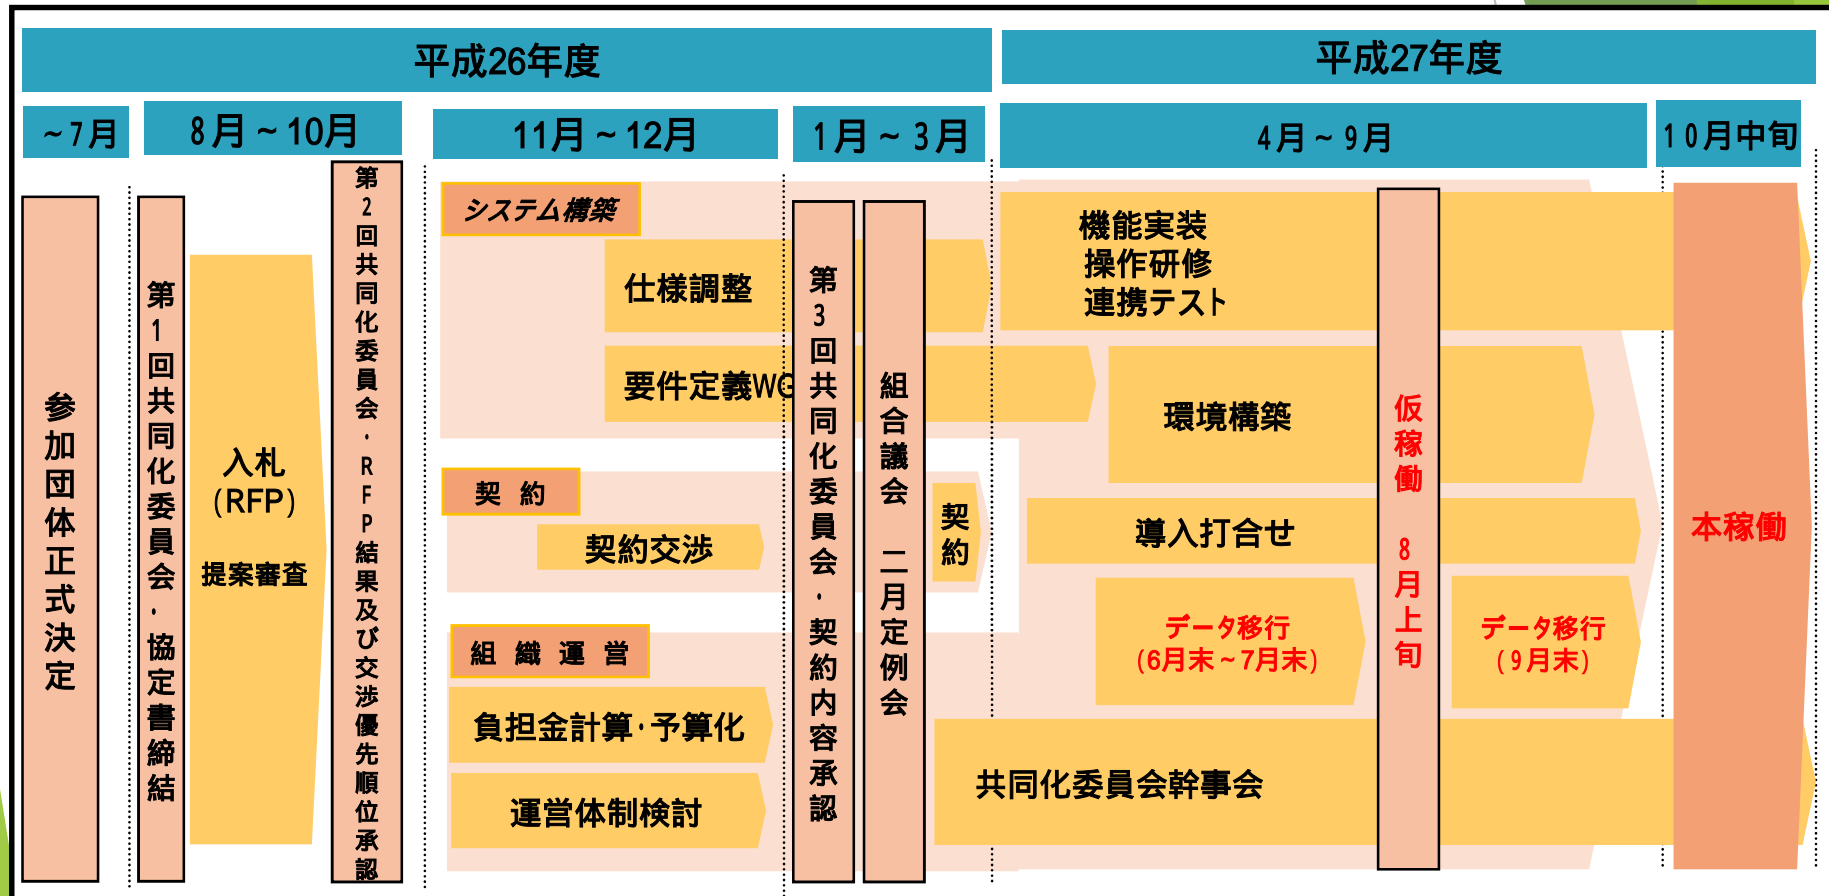 平成26年度
平成27年度
～7月
8月～10月
11月～12月
1月～3月
4月～9月
10月中旬
参加団体正式決定
第1回共同化委員会・協定書締結
入札
(RFP)
提案審査
第2回共同化委員会・RFP結果及び交渉優先順位承認
システム構築
仕様調整
要件定義WG
契 約
契約交渉
組 織 運 営
負担金計算・予算化
運営体制検討
第3回共同化委員会・契約内容承認
組合議会 二月定例会
契約
機能実装
操作研修
連携テスト
環境構築
導入打合せ
データ移行
(6月末～7月末)
仮稼働 8月上旬
データ移行
(9月末)
共同化委員会幹事会
本稼働